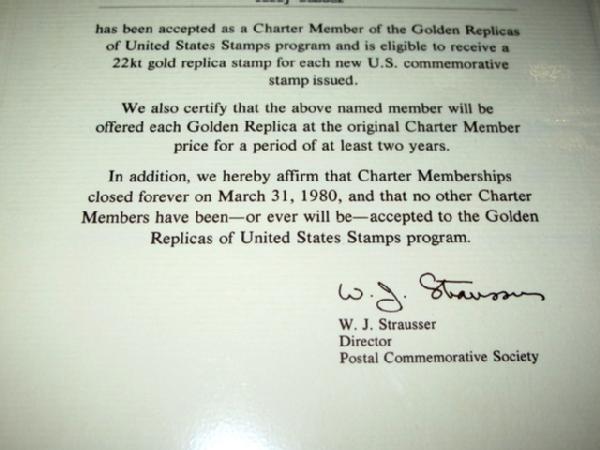 has been accepted as a Charter Member of the Golden Replicas
of United States Stamps program and is eligible to receive a
22kt gold replica stamp for each new U.S. commemorative
stamp issued.
We also certify that the above named member will be
offered each Golden Replica at the original Charter Member
price for a period of at least two years.
In addition, we hereby affirm that Charter Memberships
closed forever on March 31, 1980, and that no other Charter
Members have been—or ever will be—accepted to the Golden
Replicas of United States Stamps program.
W. J. Strausser
W. J. Strausser
Director
Postal Commemorative Society